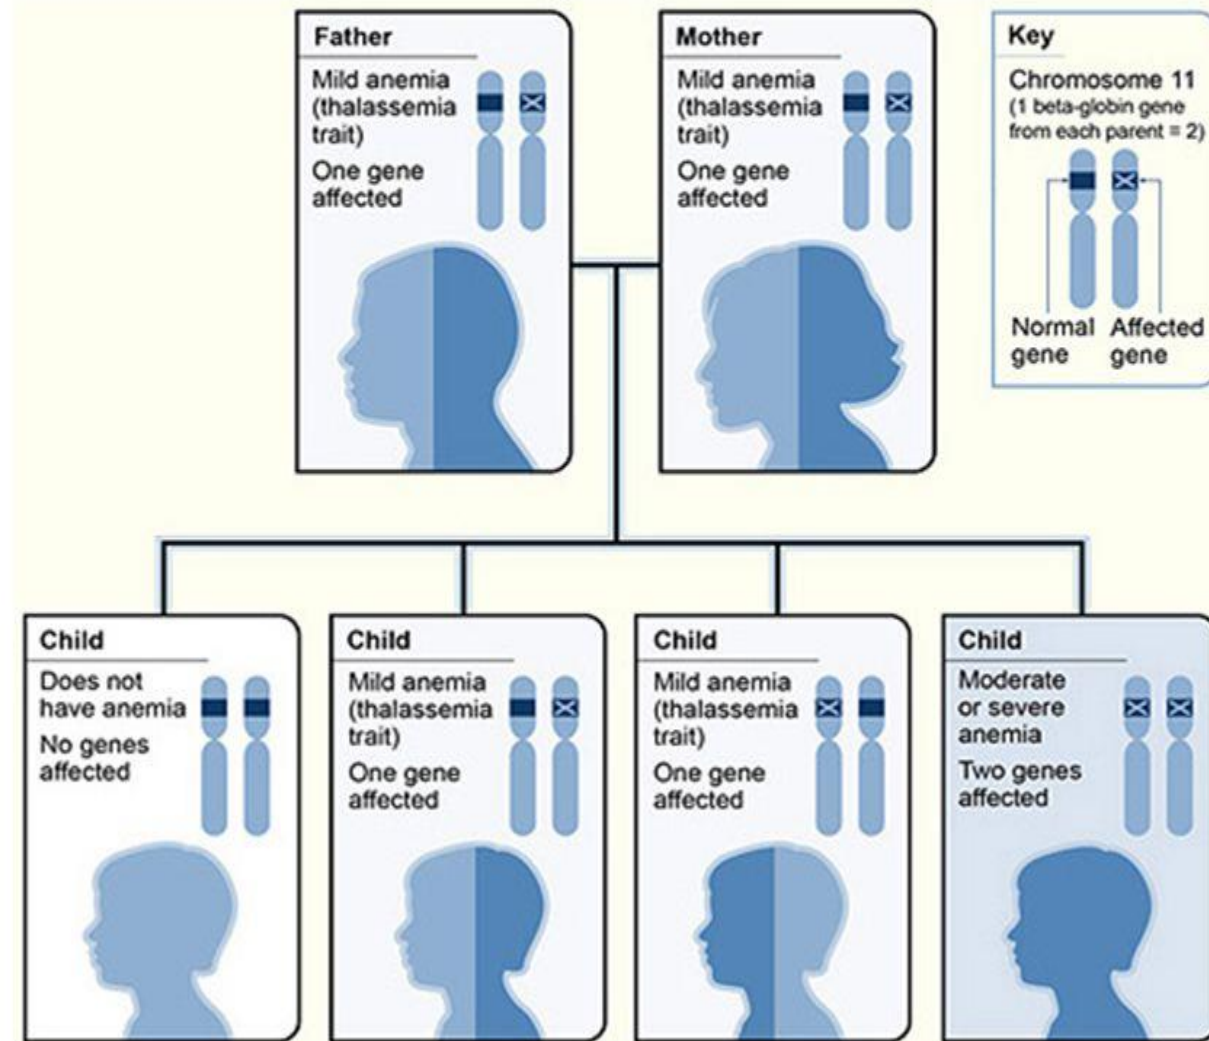 Father
Mild anemia
(thalassemia
trait)
One gene
affected
Mother
Mild anemia
(thalassemia
trait)
One gene
affected
Key
Chromosome 11
(1 beta-globin gene
from each parent = 2)
Normal gene
Affected gene
Child
Does not
have anemia
No genes
affected
Child
Mild anemia
(thalassemia
trait)
One gene
affected
Child
Mild anemia
(thalassemia
trait)
One gene
affected
Child
Moderate
or severe
anemia
Two genes
affected